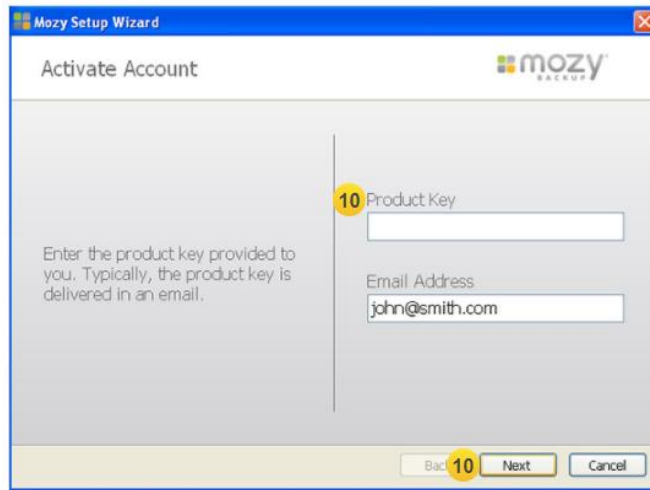 Mozy Setup Wizard
Activate Account
mozy
BACKUP
10 Product Key
Enter the product key provided to
you. Typically, the product key is
delivered in an email.
Email Address
john@smith.com
10 Next
Cancel